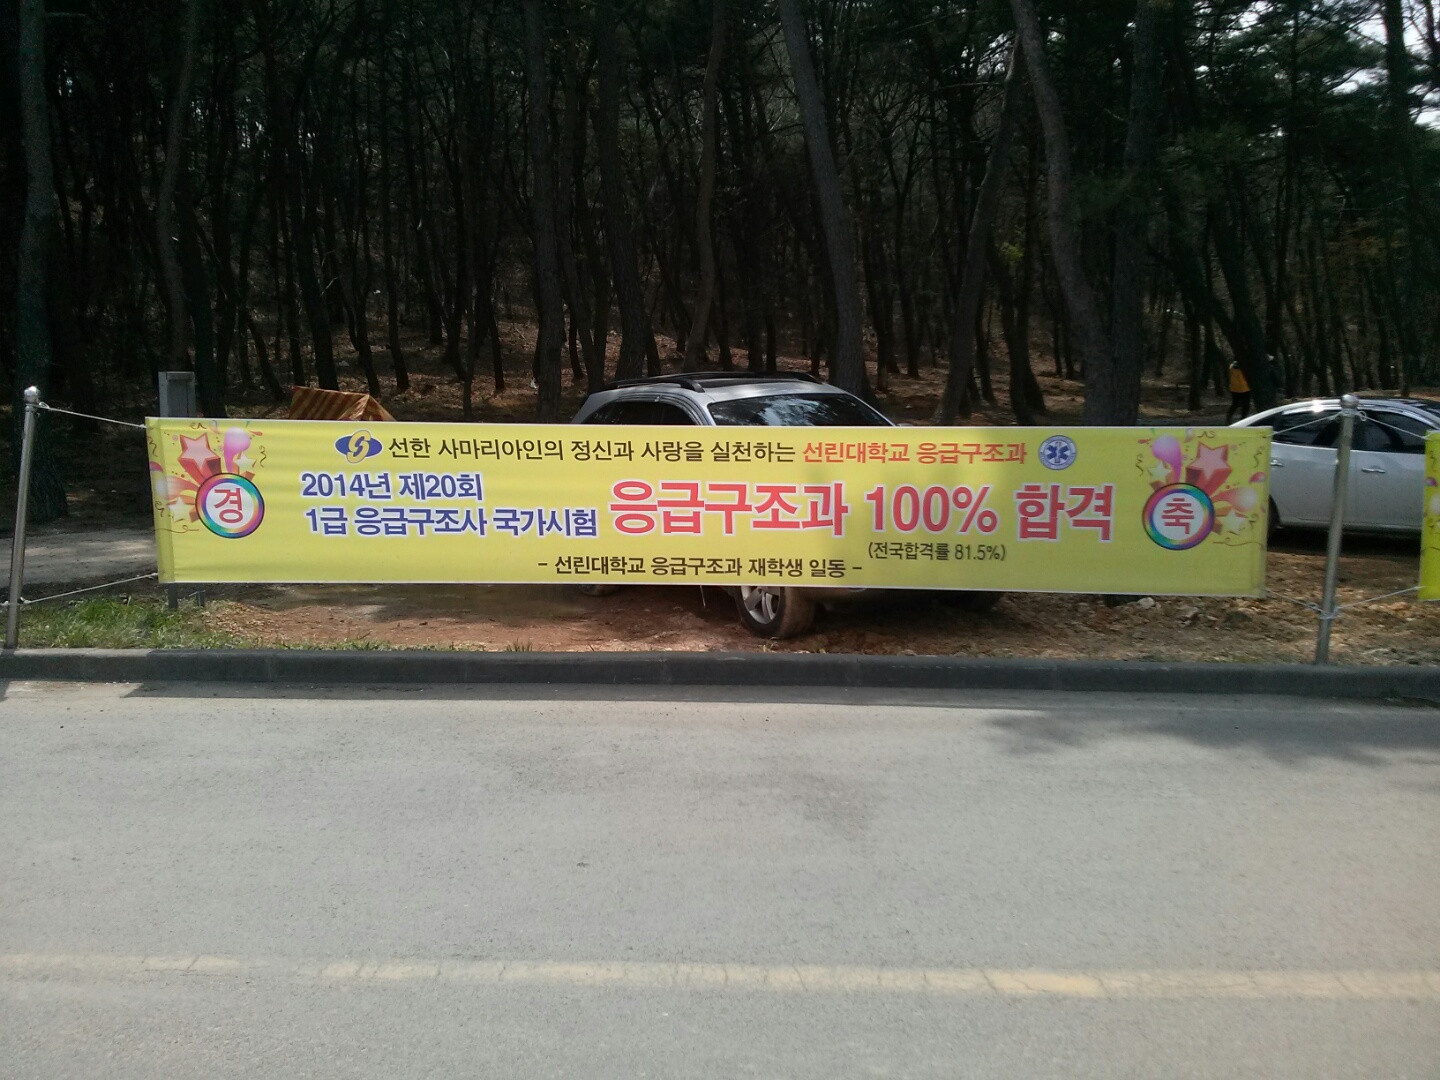 선한 사마리아인의 정신과 사랑을 실천하는 선린대학교 응급구조과
경
2014년 제20회
1급 응급구조사 국가시험
응급구조과 100% 합격
(전국합격률 81.5%)
축
- 선린대학교 응급구조과 재학생 일동 -